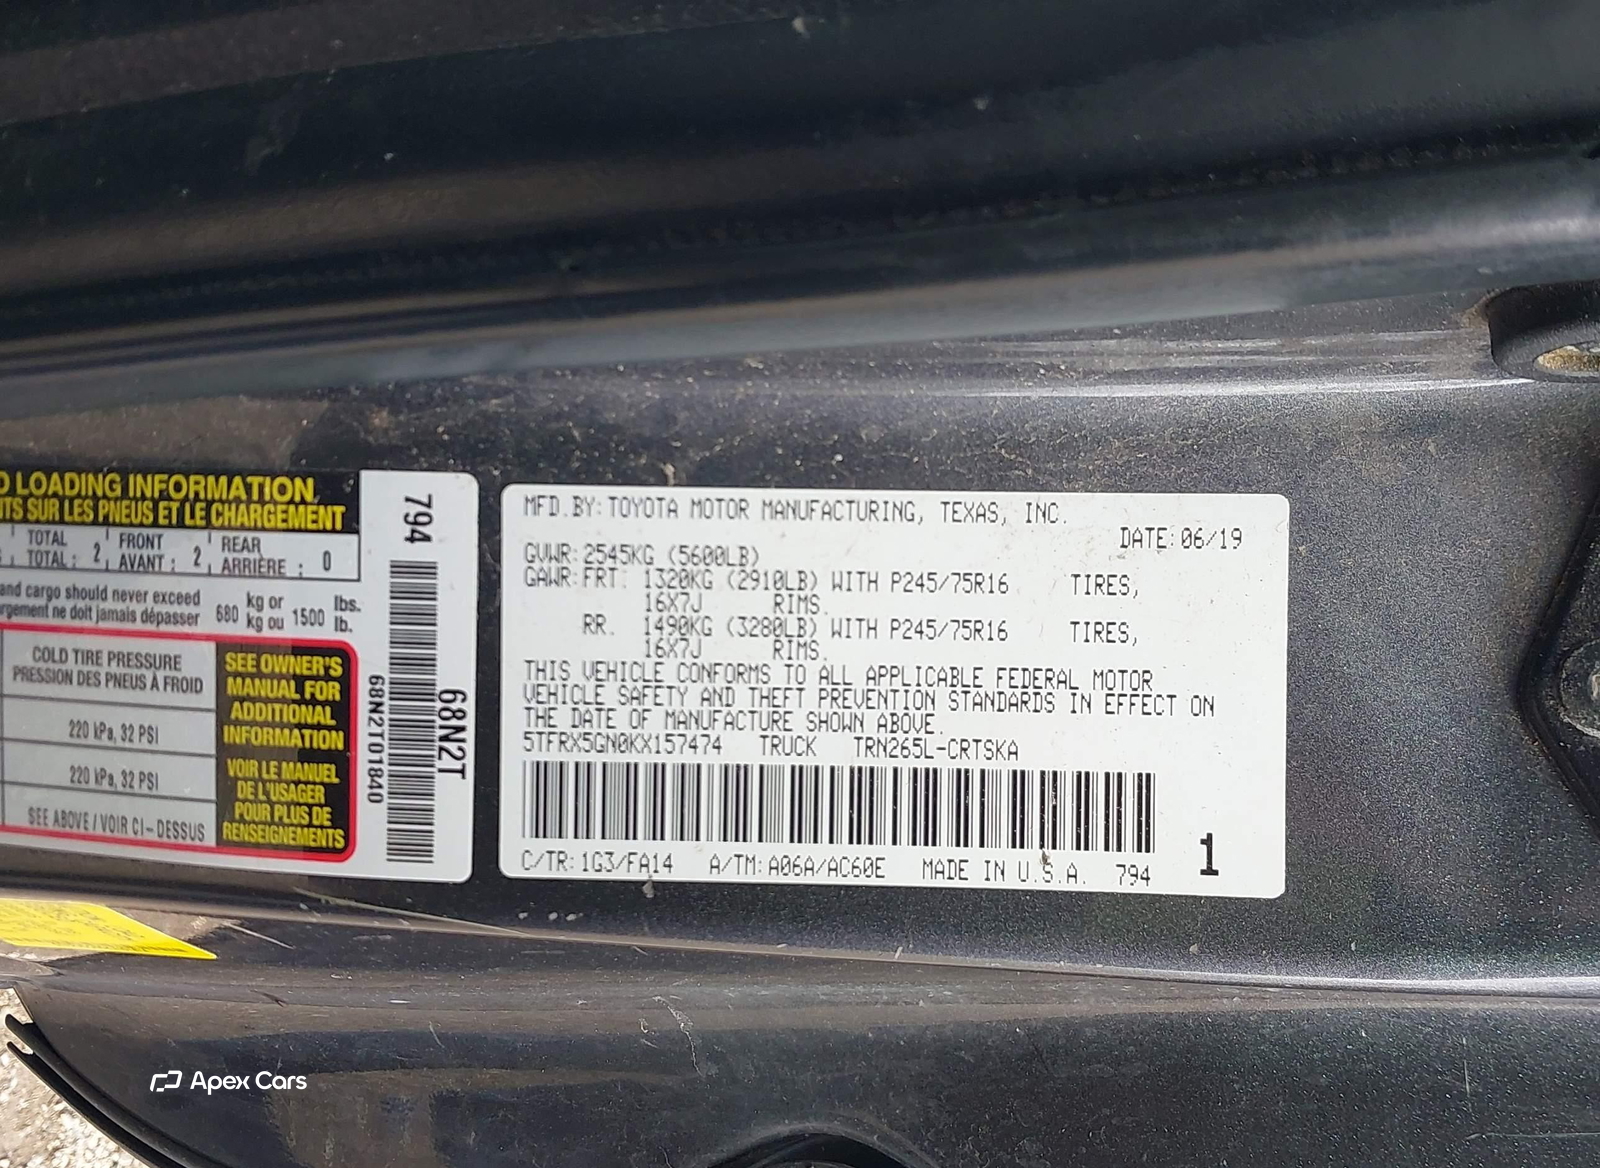 O LOADING INFORMATION
NTS SUR LES PNEUS ET LE CHARGEMENT
TOTAL FRONT REAR
TOTAL : 2 AVANT : 2 ARRIÈRE : 0
and cargo should never exceed
rgement ne doit jamais dépasser
680 kg or 1500 lbs.
kg ou lb.
COLD TIRE PRESSURE
PRESSION DES PNEUS À FROID
220 kPa, 32 PSI
220 kPa, 32 PSI
SEE ABOVE / VOIR CI-DESSUS
SEE OWNER'S
MANUAL FOR
ADDITIONAL
INFORMATION
VOIR LE MANUEL
DE L'USAGER
POUR PLUS DE
RENSEIGNEMENTS
794
68N2T01840
68N2T
MFD.BY:TOYOTA MOTOR MANUFACTURING, TEXAS, INC.
DATE:06/19
GVWR:2545KG (5600LB)
GAWR:FRT. 1320KG (2910LB) WITH P245/75R16 TIRES,
16X7J RIMS.
RR. 1490KG (3280LB) WITH P245/75R16 TIRES,
16X7J RIMS.
THIS VEHICLE CONFORMS TO ALL APPLICABLE FEDERAL MOTOR
VEHICLE SAFETY AND THEFT PREVENTION STANDARDS IN EFFECT ON
THE DATE OF MANUFACTURE SHOWN ABOVE.
5TFRX5GN0KX157474 TRUCK TRN265L-CRTSKA
C/TR:1G3/FA14 A/TM:A06A/AC60E MADE IN U.S.A. 794
1
Apex Cars